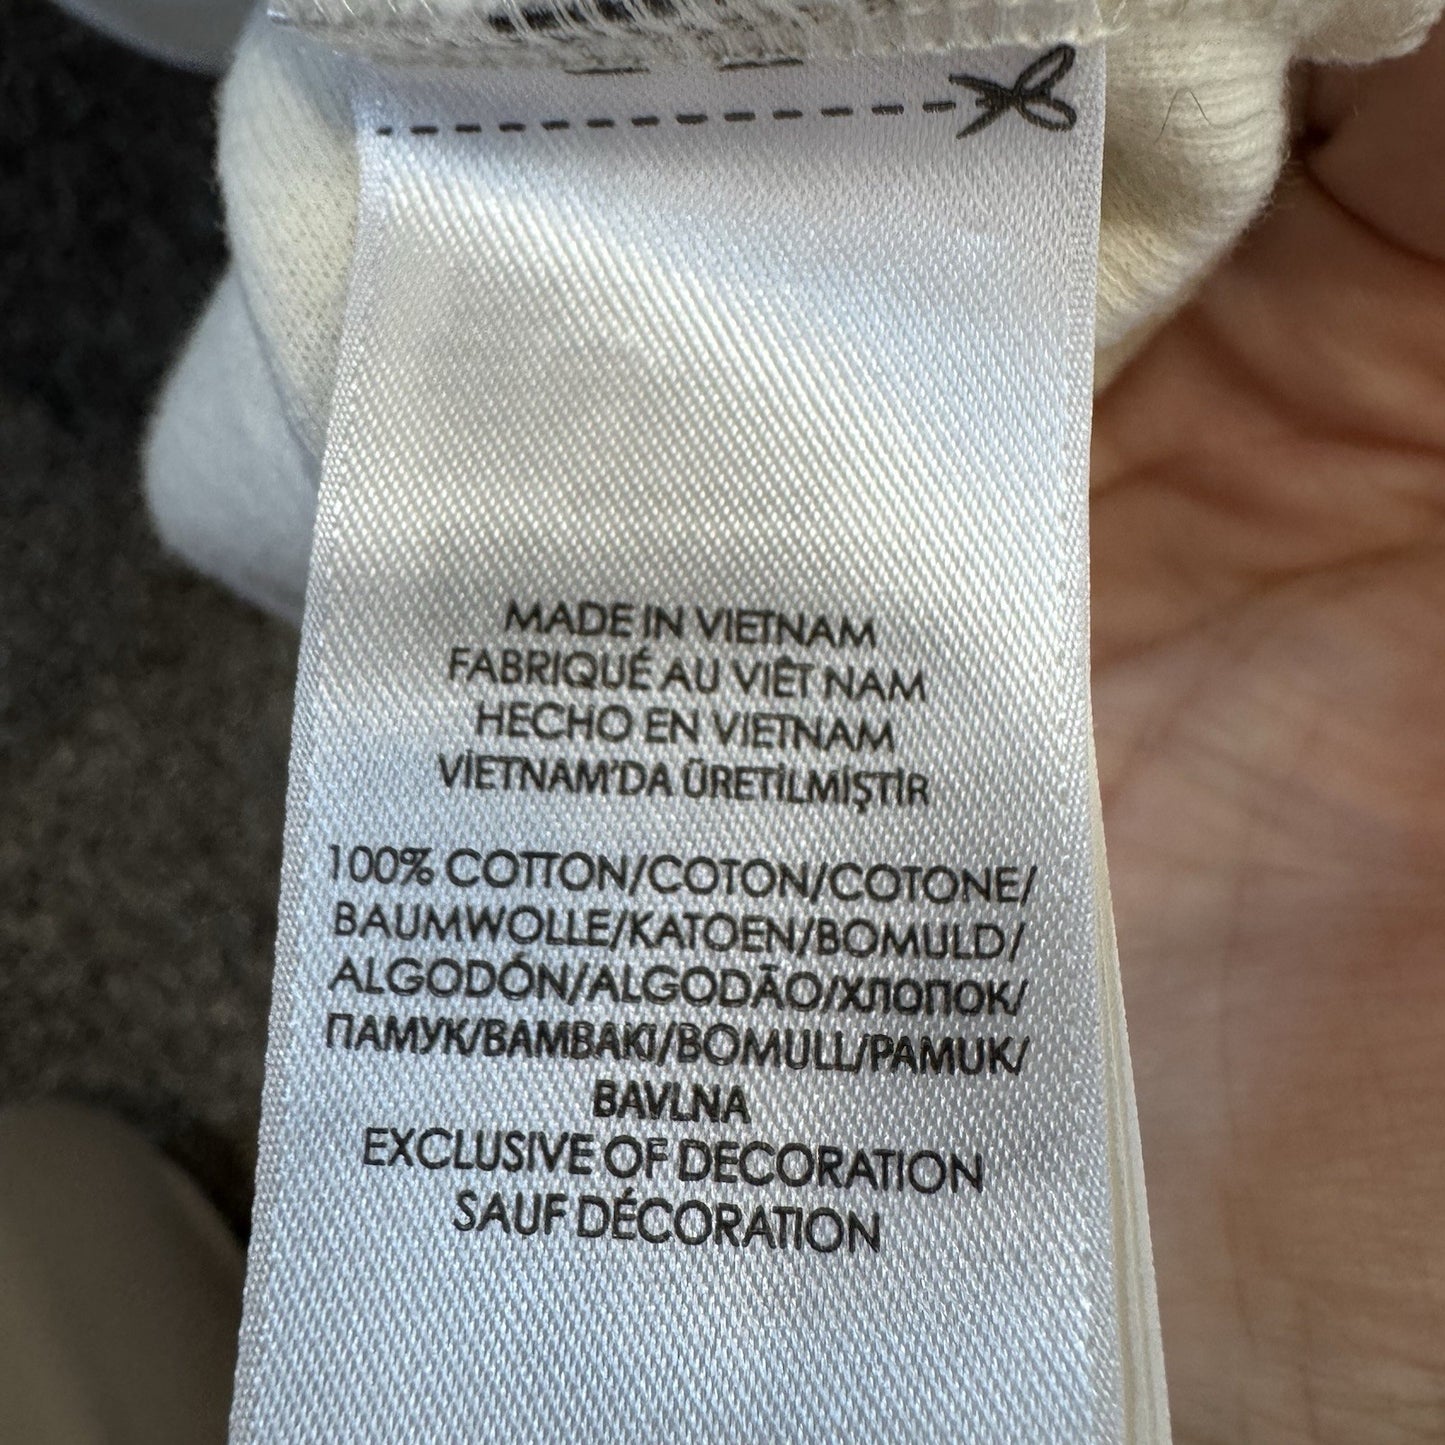 MADE IN VIETNAM
FABRIQUÉ AU VIÊT NAM
HECHO EN VIETNAM
VİETNAM'DA ÜRETİLMİŞTİR
100% COTTON/COTON/COTONE/
BAUMWOLLE/KATOEN/BOMULD/
ALGODÓN/ALGODÃO/ХЛОПОК/
ПАМУК/BAMBAKI/BOMULL/PAMUK/
BAVLNA
EXCLUSIVE OF DECORATION
SAUF DÉCORATION